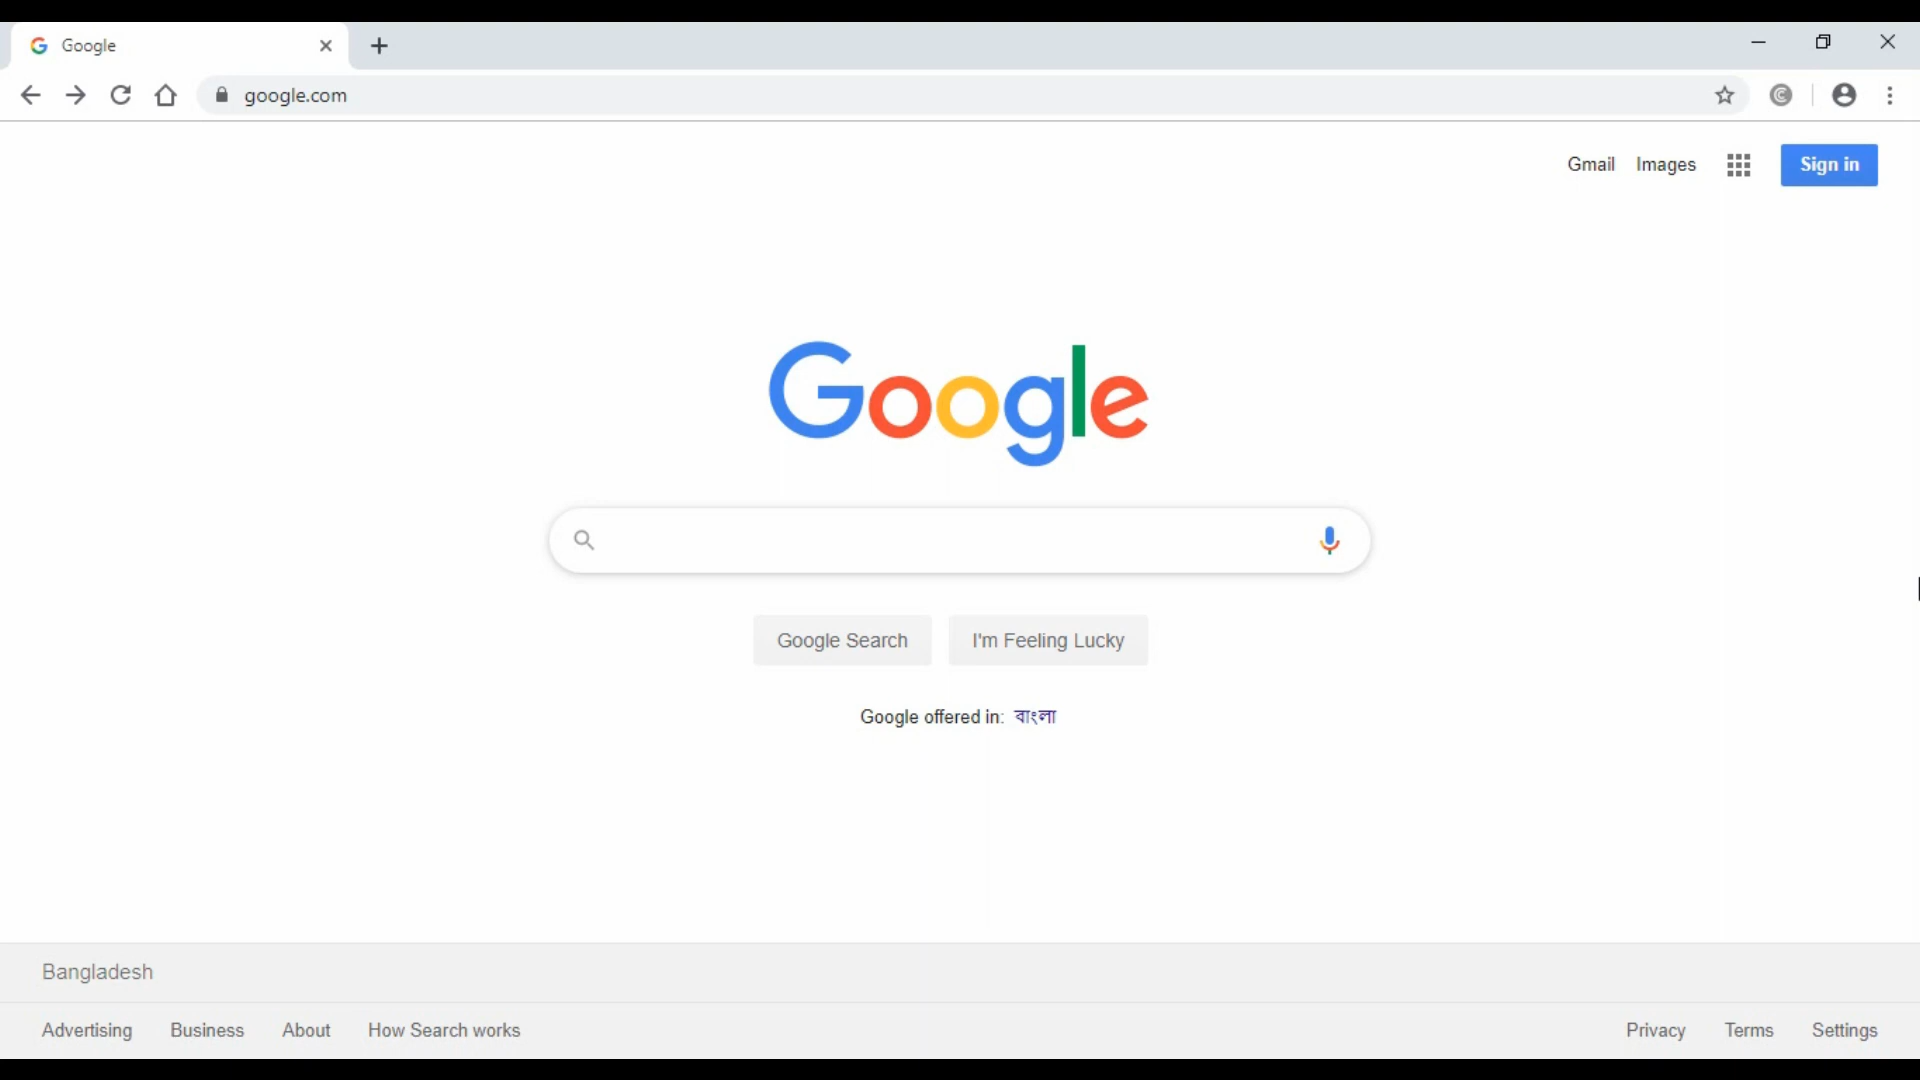 Google
google.com
Gmail Images Sign in
Google
Google Search I'm Feeling Lucky
Google offered in: বাংলা
Bangladesh
Advertising Business About How Search works Privacy Terms Settings